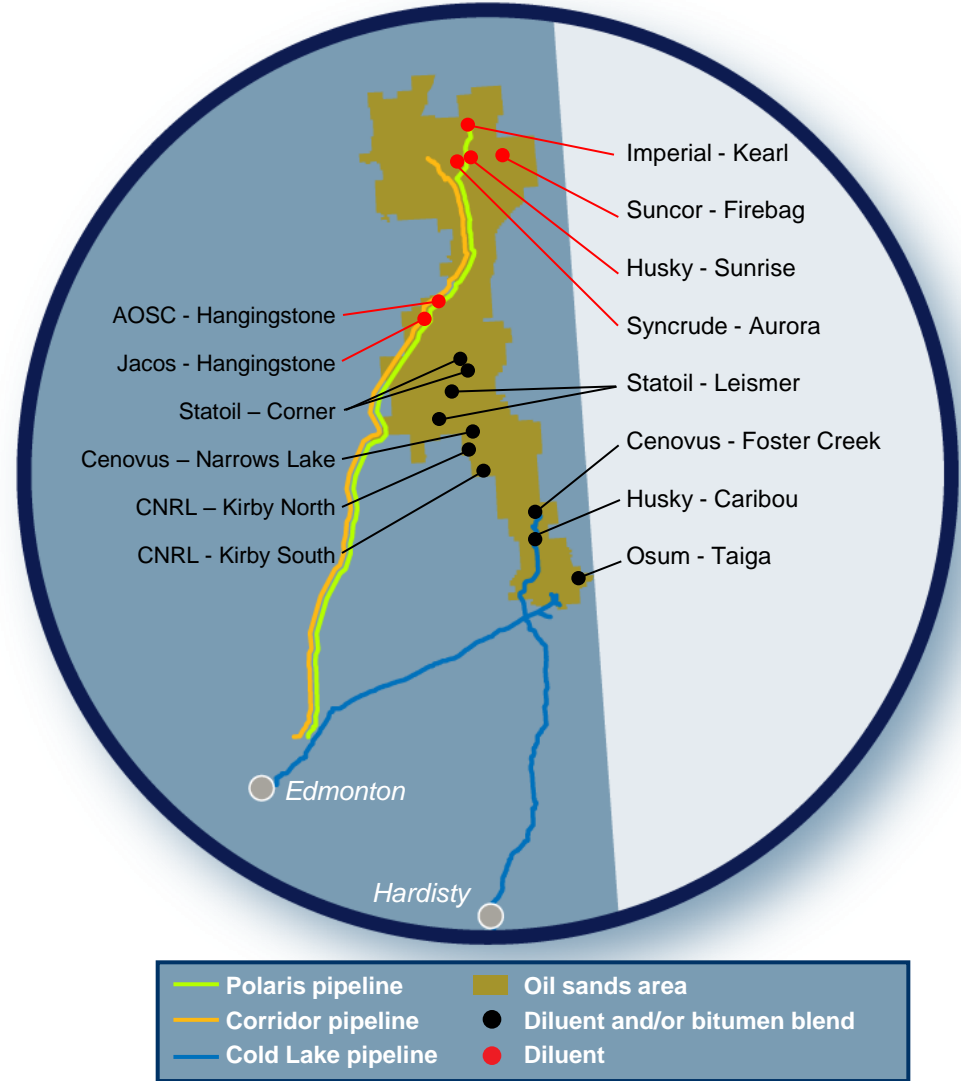 Imperial - Kearl
Suncor - Firebag
Husky - Sunrise
Syncrude - Aurora
Statoil - Leismer
Cenovus - Foster Creek
Husky - Caribou
Osum - Taiga
AOSC - Hangingstone
Jacos - Hangingstone
Statoil – Corner
Cenovus – Narrows Lake
CNRL – Kirby North
CNRL - Kirby South
Edmonton
Hardisty
Polaris pipeline
Corridor pipeline
Cold Lake pipeline
Oil sands area
Diluent and/or bitumen blend
Diluent